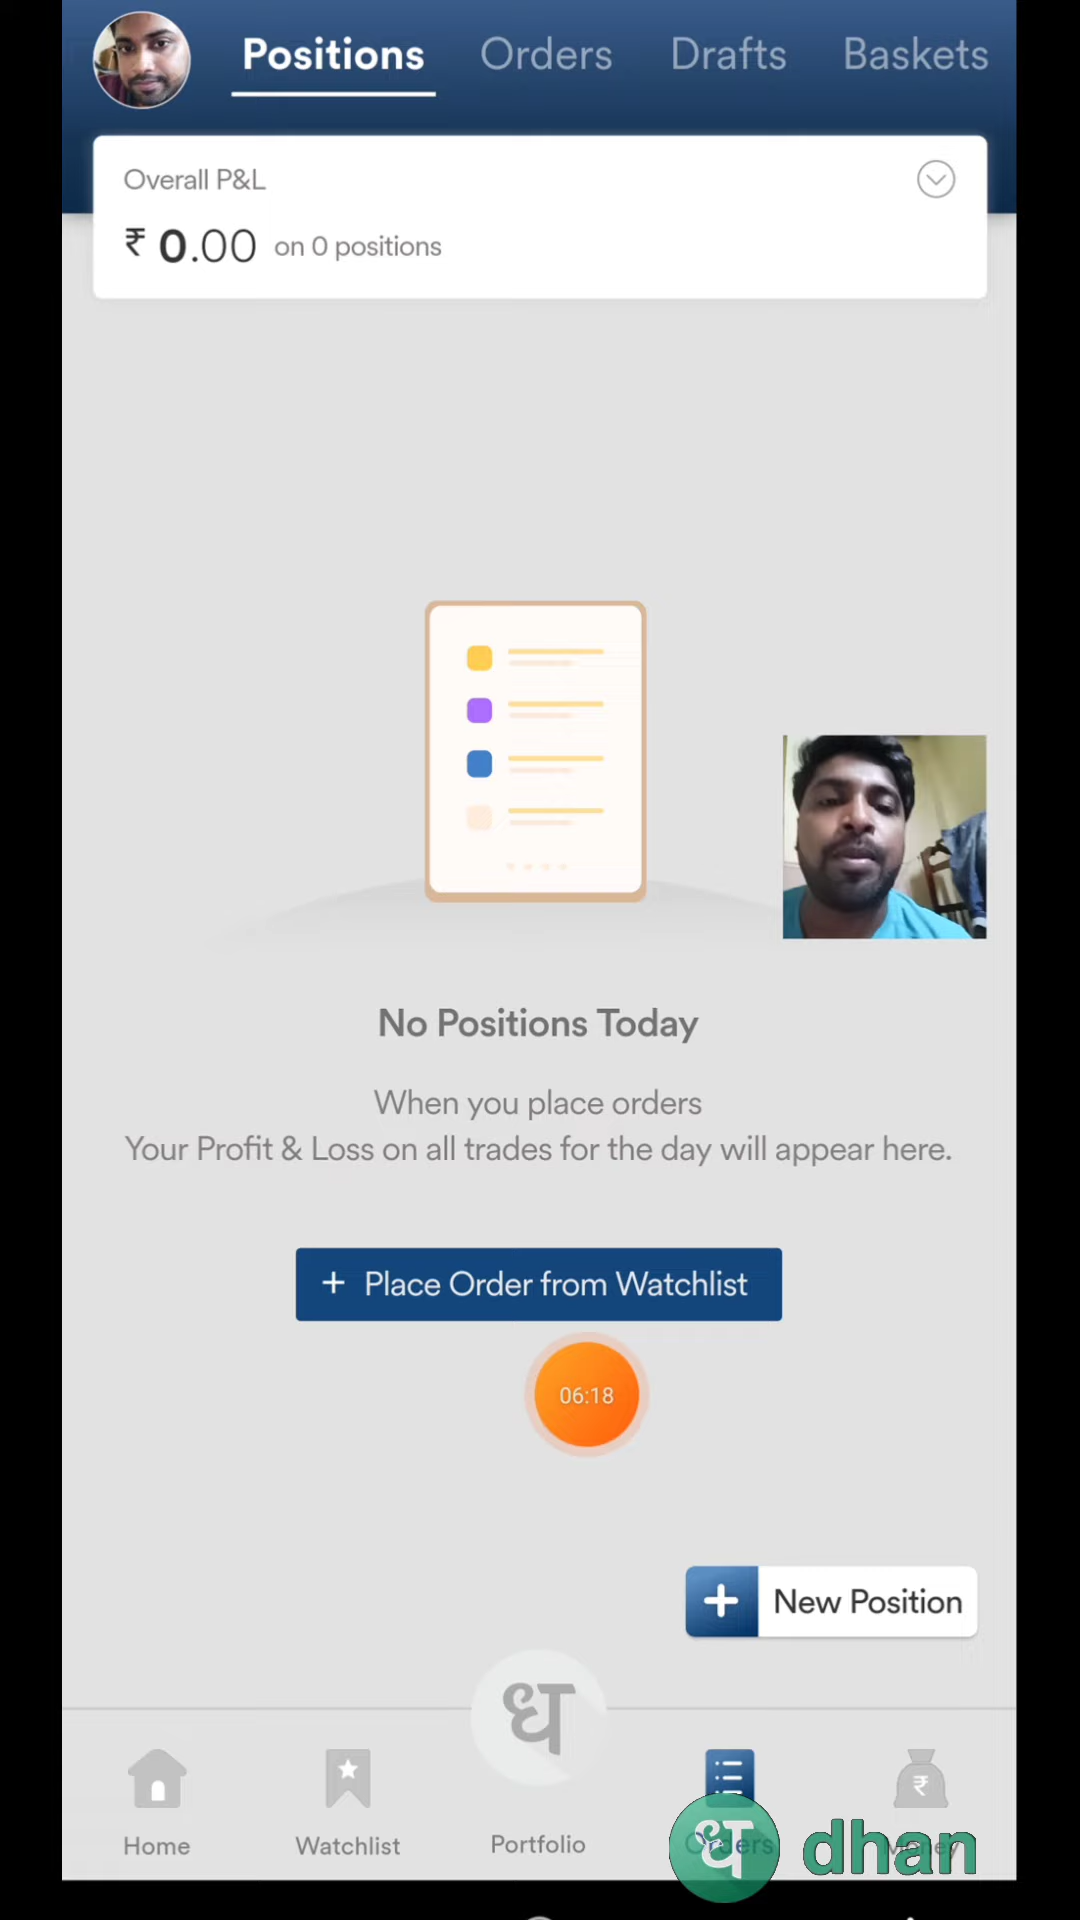 Positions Orders Drafts Baskets
Overall P&L
₹ 0.00 on 0 positions
No Positions Today
When you place orders
Your Profit & Loss on all trades for the day will appear here.
+ Place Order from Watchlist
06:18
+ New Position
ध
Home Watchlist Portfolio Orders Money
ध dhan